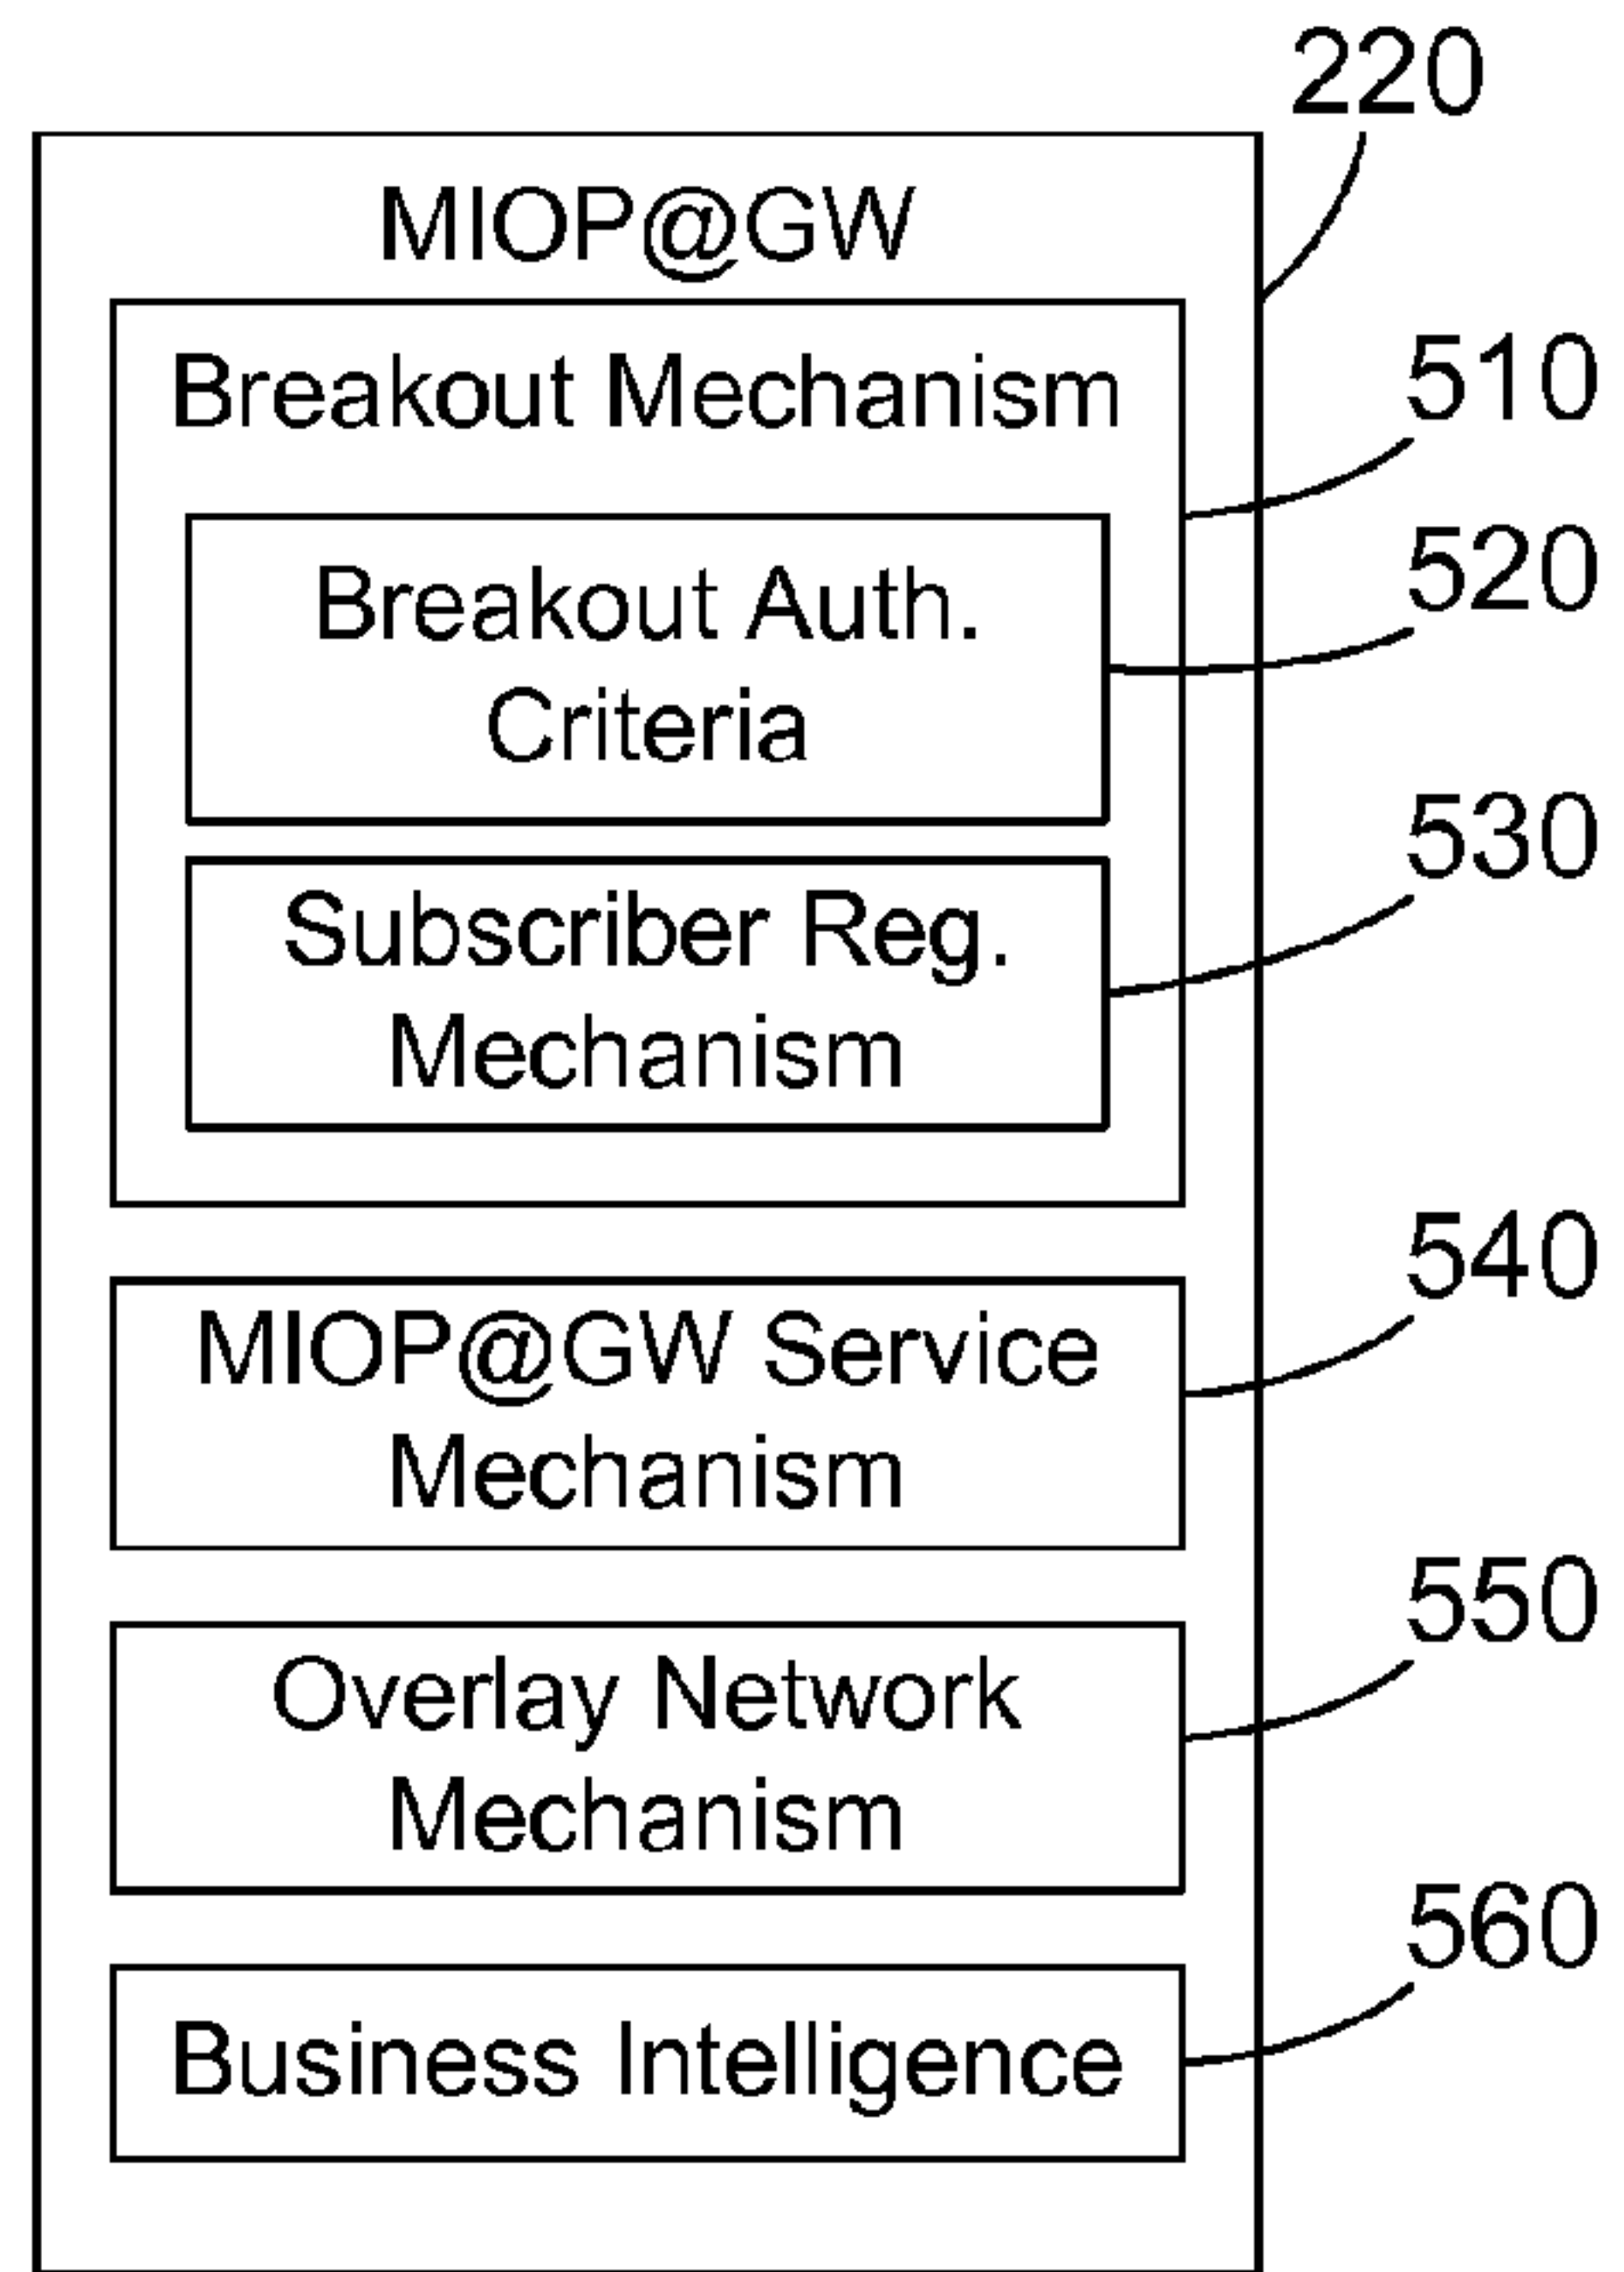 220
MIOP@GW
Breakout Mechanism
510
Breakout Auth.
Criteria
520
Subscriber Reg.
Mechanism
530
MIOP@GW Service
Mechanism
540
Overlay Network
Mechanism
550
Business Intelligence
560